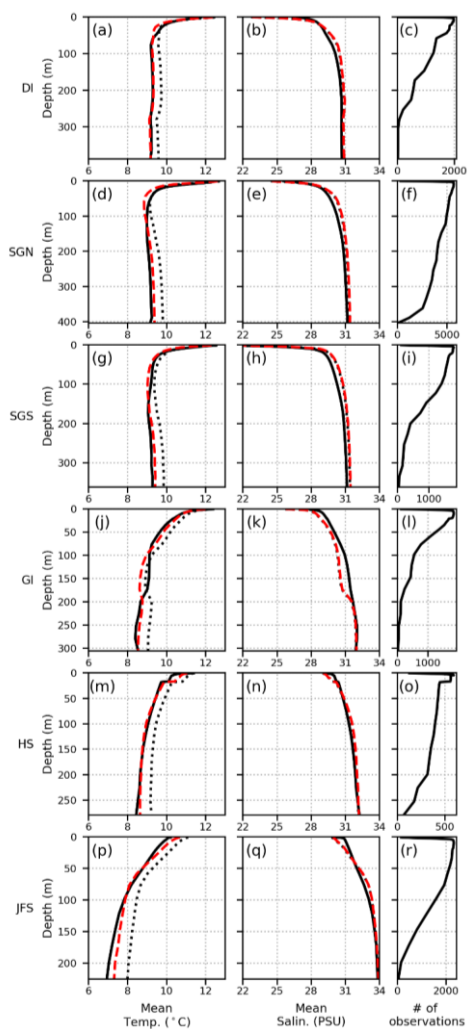 (a) (b) (c)
DI
Depth (m)
0
100
200
300
6 8 10 12 22 25 28 31 34 0 2000
(d) (e) (f)
SGN
Depth (m)
0
100
200
300
400
6 8 10 12 22 25 28 31 34 0 5000
(g) (h) (i)
SGS
Depth (m)
0
100
200
300
6 8 10 12 22 25 28 31 34 0 1000
(j) (k) (l)
GI
Depth (m)
0
50
100
150
200
250
300
6 8 10 12 22 25 28 31 34 0 1000
(m) (n) (o)
HS
Depth (m)
0
50
100
150
200
250
6 8 10 12 22 25 28 31 34 0 500
(p) (q) (r)
JFS
Depth (m)
0
50
100
150
200
6 8 10 12 22 25 28 31 34 0 2000
Mean
Temp. (°C)
Mean
Salin. (PSU)
# of
observations